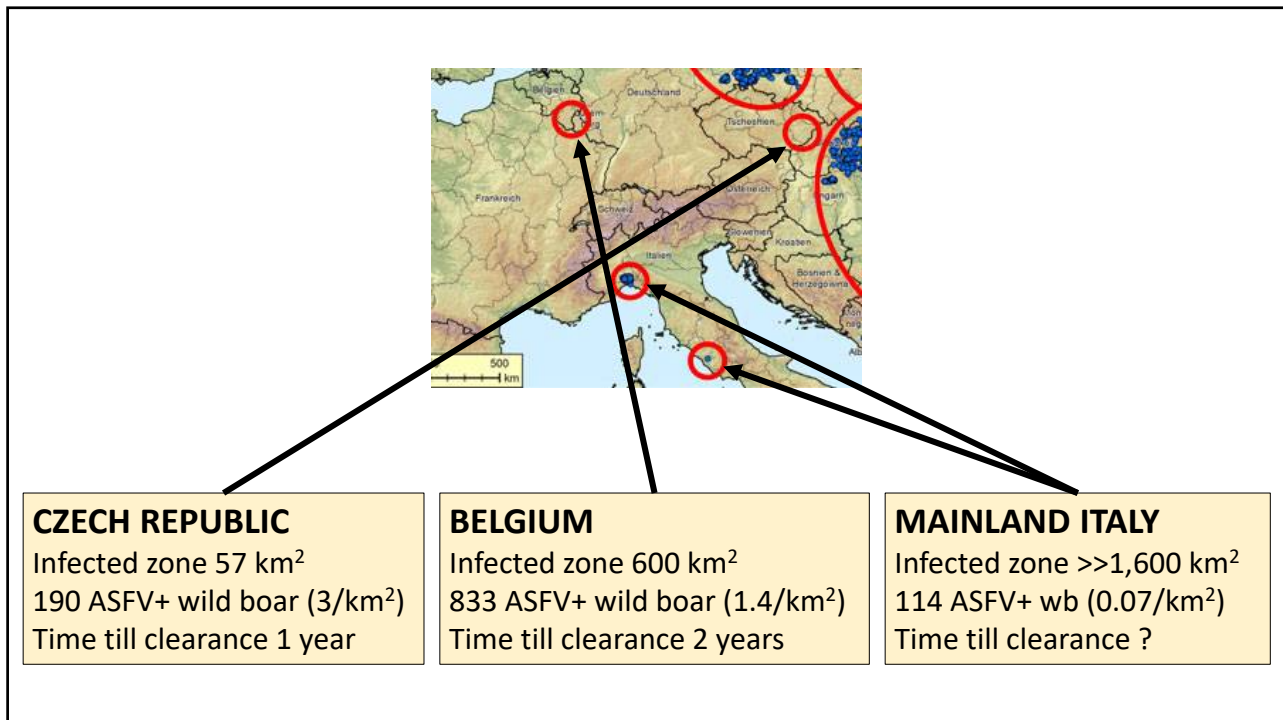 Belgien
Deutschland
Tschechien
Frankreich
Österreich
Ungarn
Schweiz
Slowenien
Kroatien
Italien
Bosnien &
Herzegowina
500
km
CZECH REPUBLIC
Infected zone 57 km²
190 ASFV+ wild boar (3/km²)
Time till clearance 1 year
BELGIUM
Infected zone 600 km²
833 ASFV+ wild boar (1.4/km²)
Time till clearance 2 years
MAINLAND ITALY
Infected zone >>1,600 km²
114 ASFV+ wb (0.07/km²)
Time till clearance ?